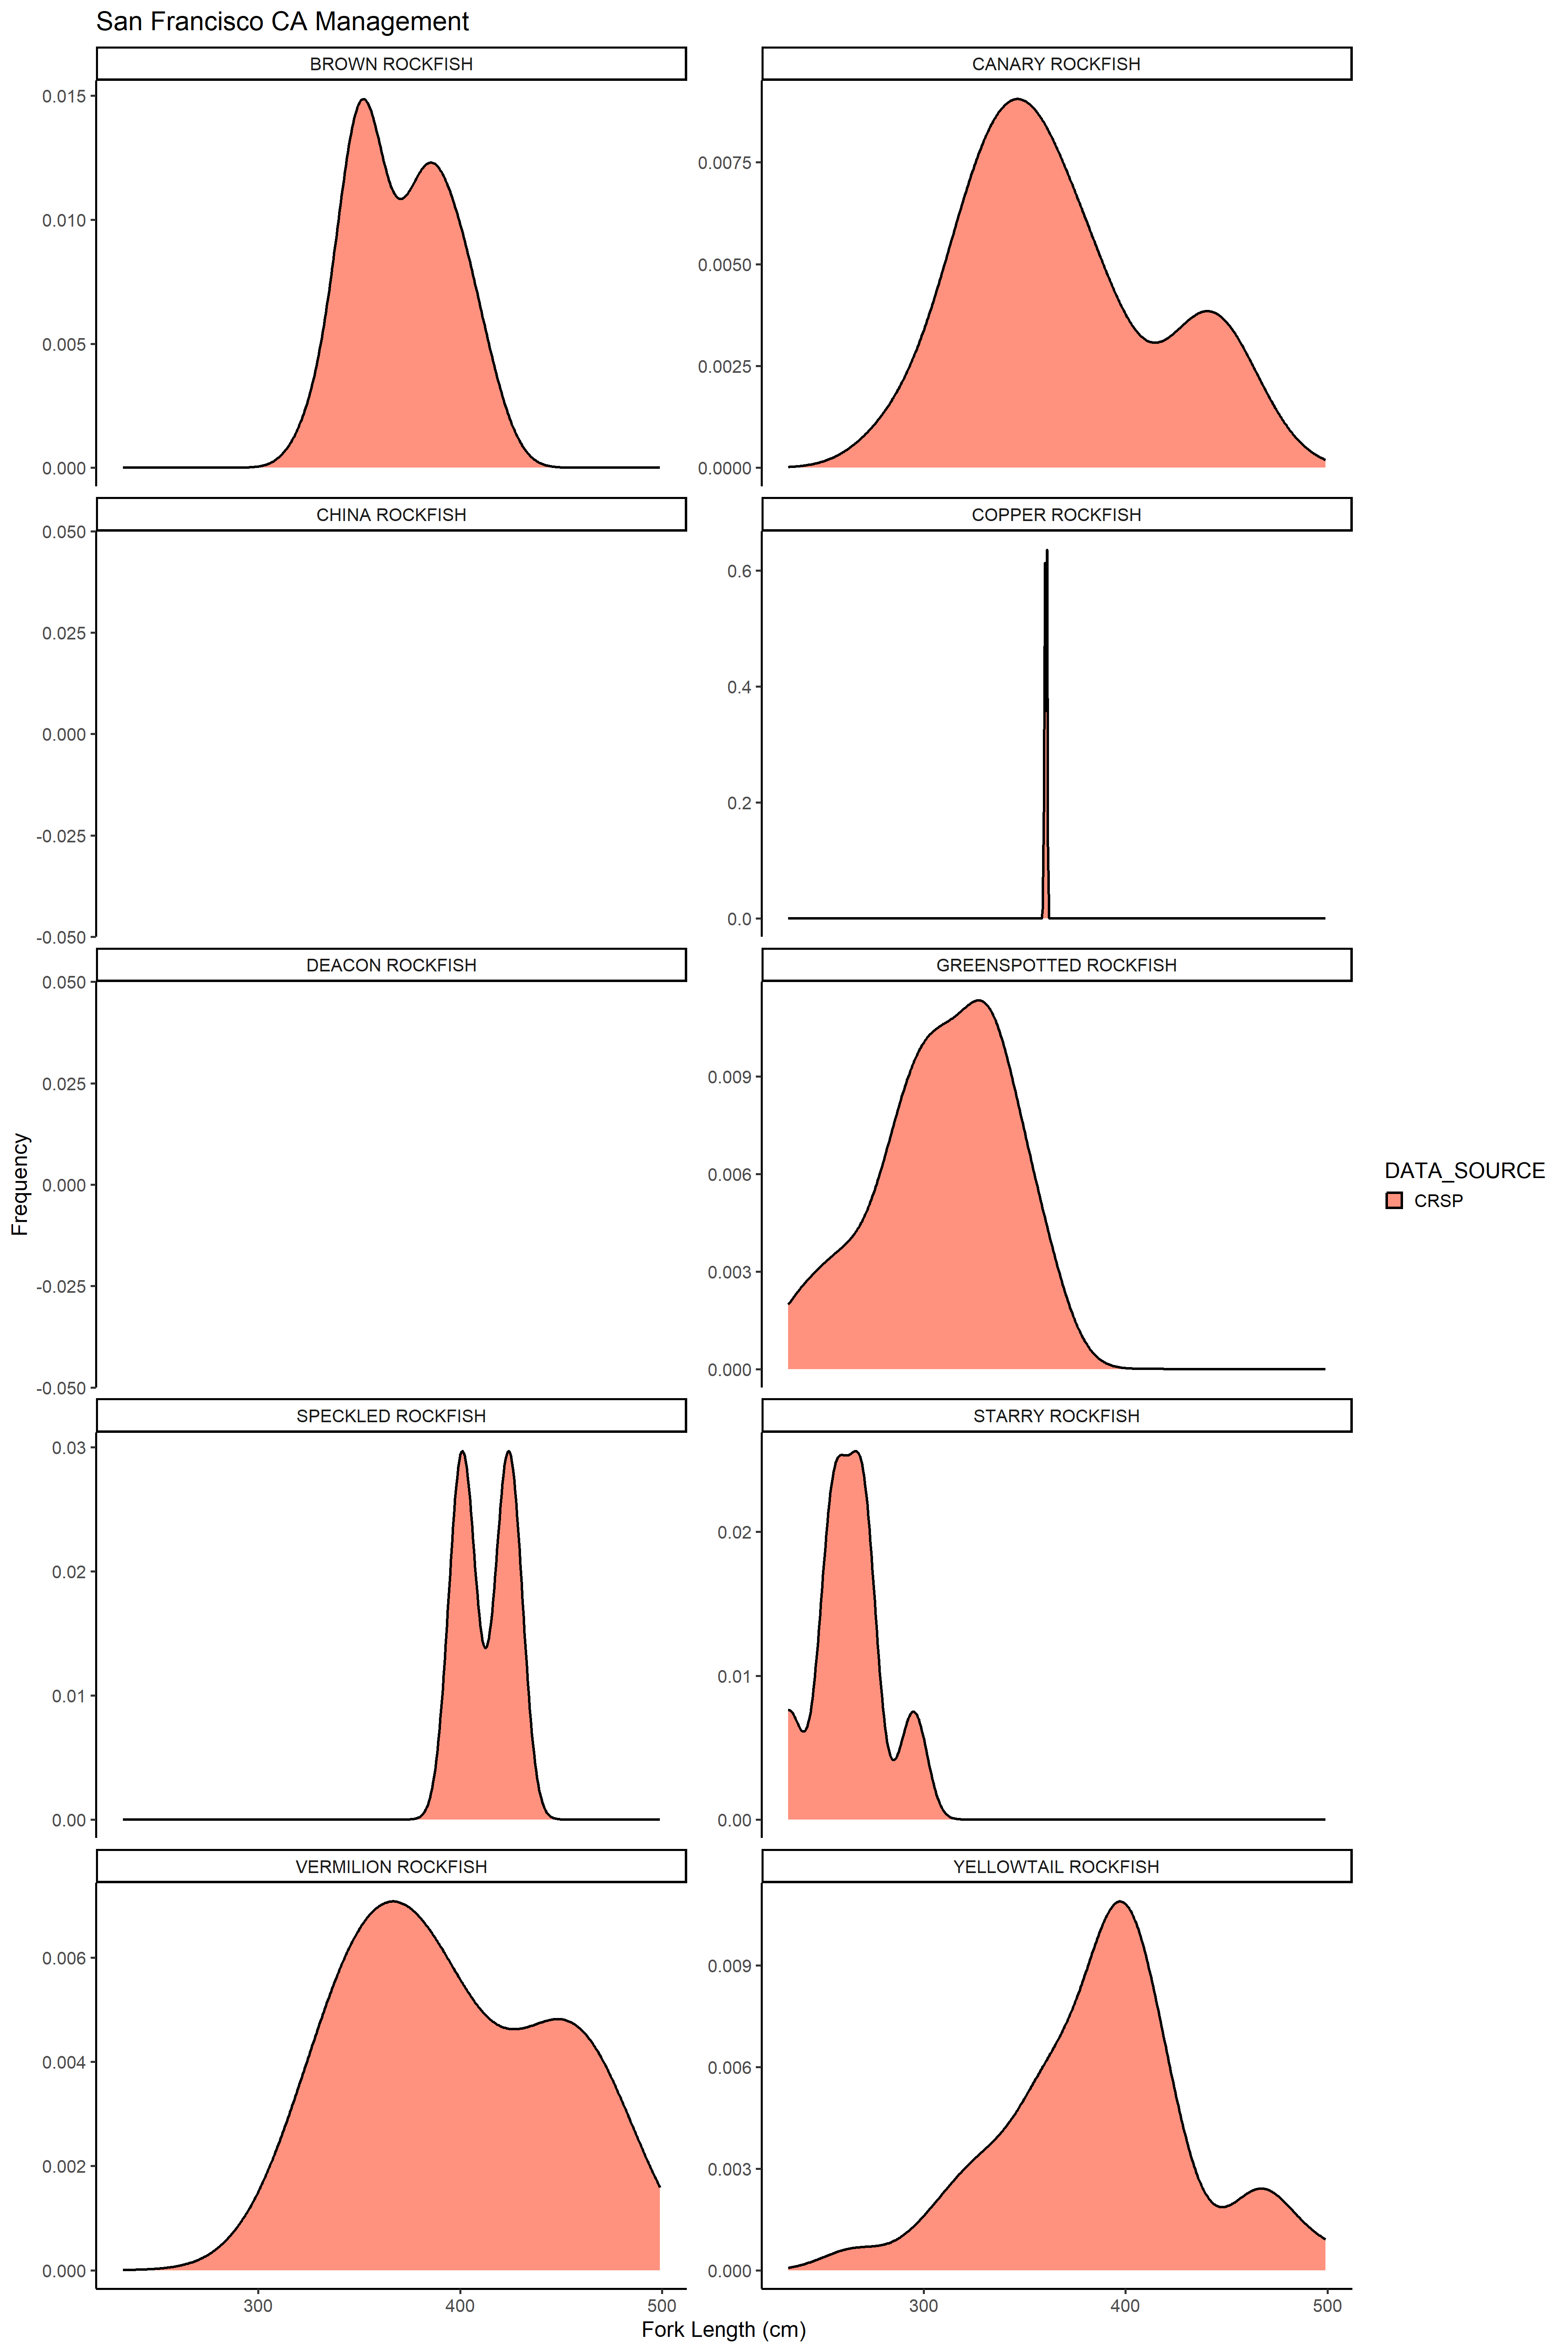 San Francisco CA Management
BROWN ROCKFISH
CANARY ROCKFISH
0.015
0.010
0.005
0.000
0.0075
0.0050
0.0025
0.0000
CHINA ROCKFISH
COPPER ROCKFISH
0.050
0.025
0.000
-0.025
-0.050
0.6
0.4
0.2
0.0
DEACON ROCKFISH
GREENSPOTTED ROCKFISH
0.050
0.025
0.000
-0.025
-0.050
0.009
0.006
0.003
0.000
Frequency
DATA_SOURCE
CRSP
SPECKLED ROCKFISH
STARRY ROCKFISH
0.03
0.02
0.01
0.00
0.02
0.01
0.00
VERMILION ROCKFISH
YELLOWTAIL ROCKFISH
0.006
0.004
0.002
0.000
0.009
0.006
0.003
0.000
300 400 500
300 400 500
Fork Length (cm)